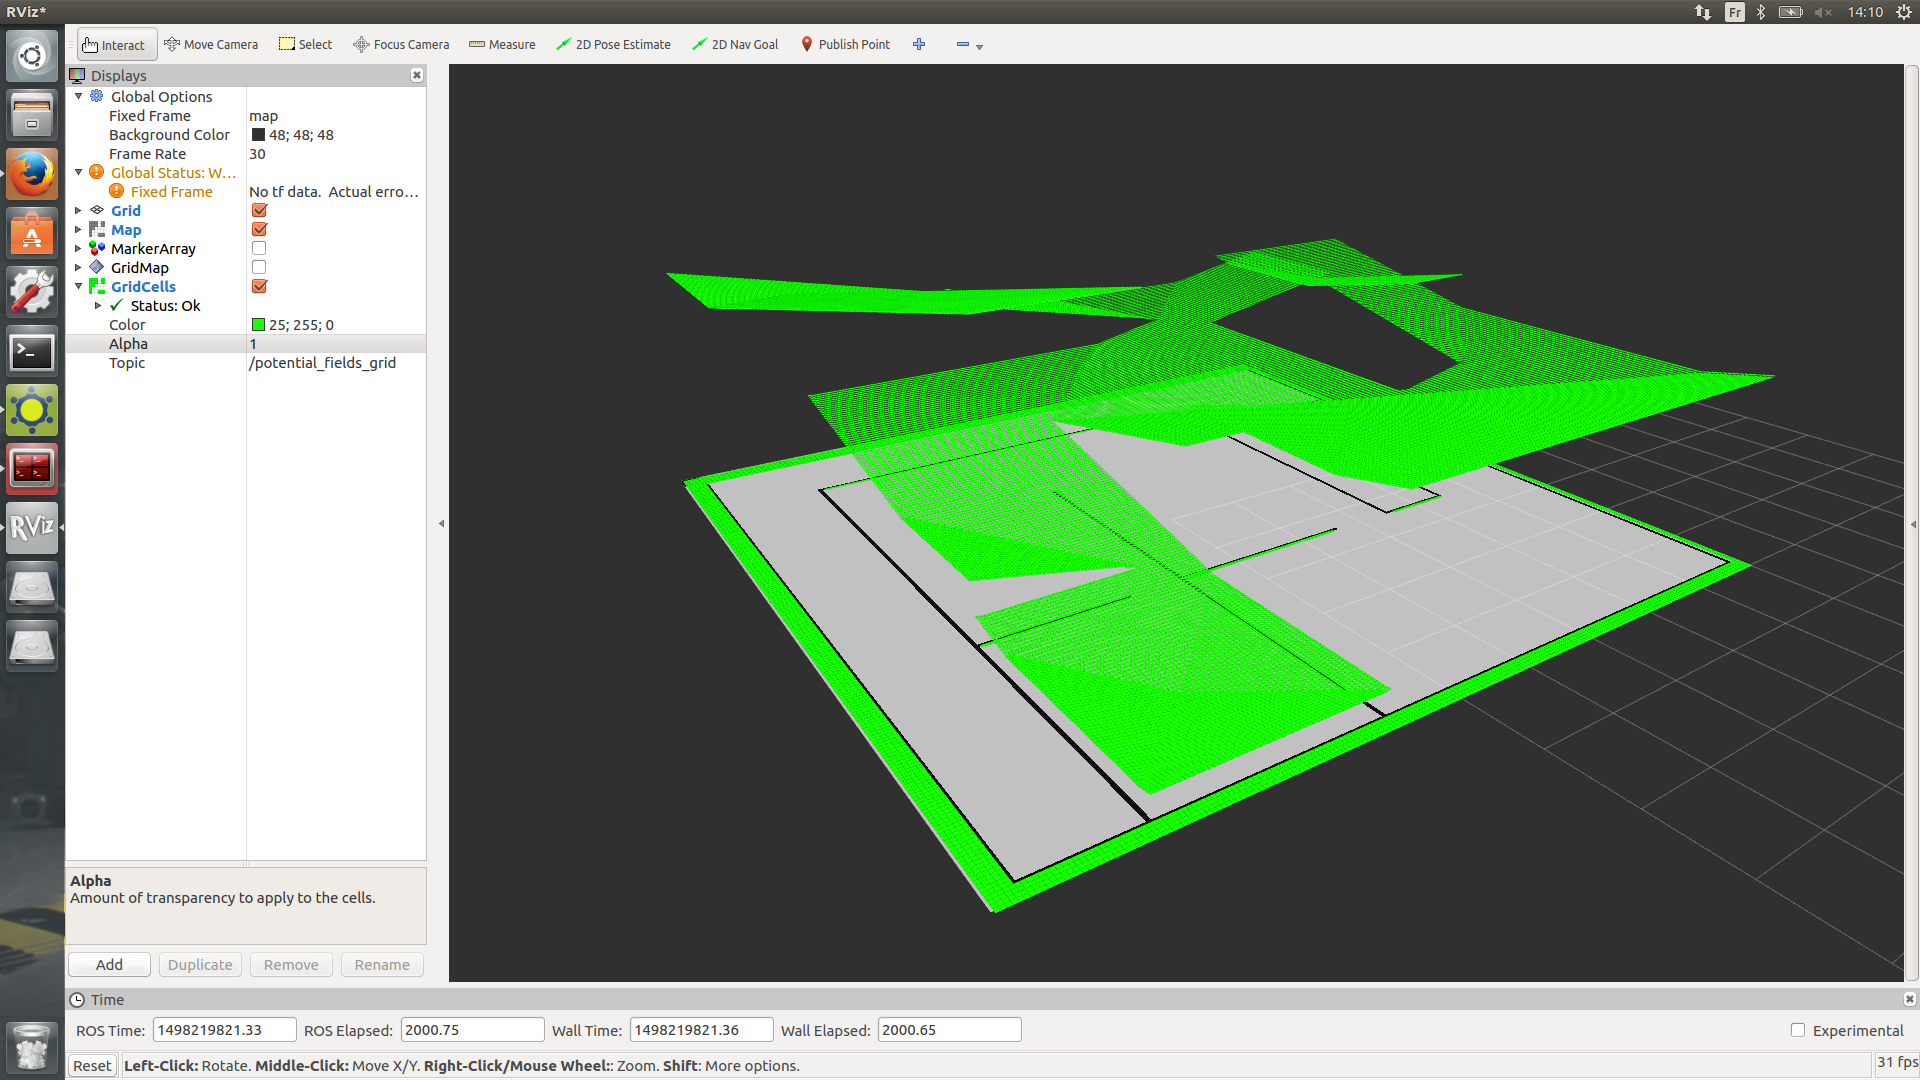 RViz*
Fr
14:10
Interact Move Camera Select Focus Camera Measure 2D Pose Estimate 2D Nav Goal Publish Point
Displays
Global Options
Fixed Frame map
Background Color 48; 48; 48
Frame Rate 30
Global Status: W...
Fixed Frame No tf data. Actual erro...
Grid
Map
MarkerArray
GridMap
GridCells
Status: Ok
Color 25; 255; 0
Alpha 1
Topic /potential_fields_grid
RViz
Alpha
Amount of transparency to apply to the cells.
Add Duplicate Remove Rename
Time
ROS Time: 1498219821.33 ROS Elapsed: 2000.75 Wall Time: 1498219821.36 Wall Elapsed: 2000.65 Experimental
Reset Left-Click: Rotate. Middle-Click: Move X/Y. Right-Click/Mouse Wheel:: Zoom. Shift: More options. 31 fps